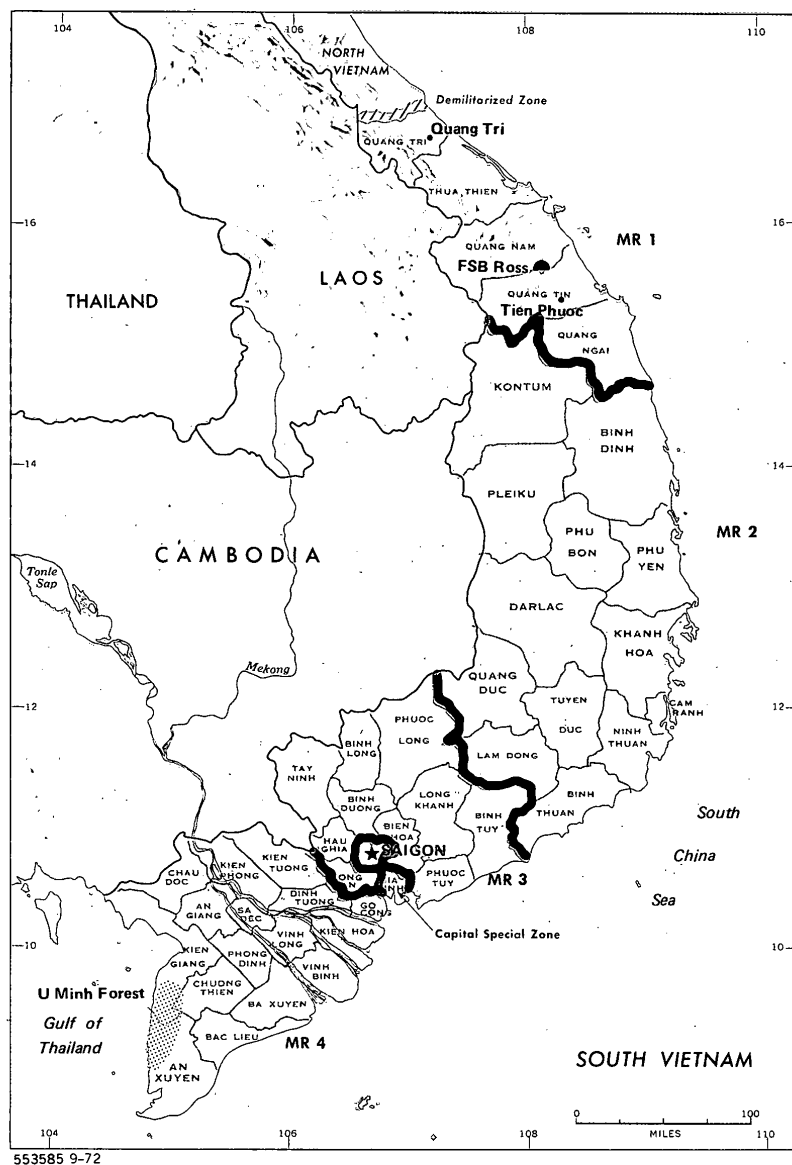 104
106
108
110
NORTH
VIETNAM
Demilitarized Zone
Quang Tri
QUANG TRI
THUA THIEN
16
16
MR 1
QUANG NAM
FSB Ross
LAOS
THAILAND
QUANG TIN
Tien Phuoc
QUANG
NGAI
KONTUM
BINH
DINH
14
14
PLEIKU
MR 2
PHU
BON
PHU
YEN
CAMBODIA
Tonle
Sap
DARLAC
KHANH
HOA
Mekong
QUANG
DUC
TUYEN
DUC
CAM
RANH
12
12
PHUOC
LONG
NINH
THUAN
BINH
LONG
LAM DONG
TAY
NINH
BINH
THUAN
LONG
KHANH
BINH
DUONG
BINH
TUY
South
China
Sea
BIEN
HOA
HAU
GHIA
SAIGON
PHUOC
TUY
MR 3
CHAU
DOC
KIEN
PHONG
KIEN
TUONG
DINH
TUONG
GO
CONG
Capital Special Zone
AN
GIANG
SA
DEC
VINH
LONG
KIEN HOA
10
10
KIEN
GIANG
PHONG
DINH
VINH
BINH
CHUONG
THIEN
U Minh Forest
BA XUYEN
Gulf of
Thailand
BAC LIEU
MR 4
AN
XUYEN
SOUTH VIETNAM
0
100
MILES
104
106
108
110
553585 9-72